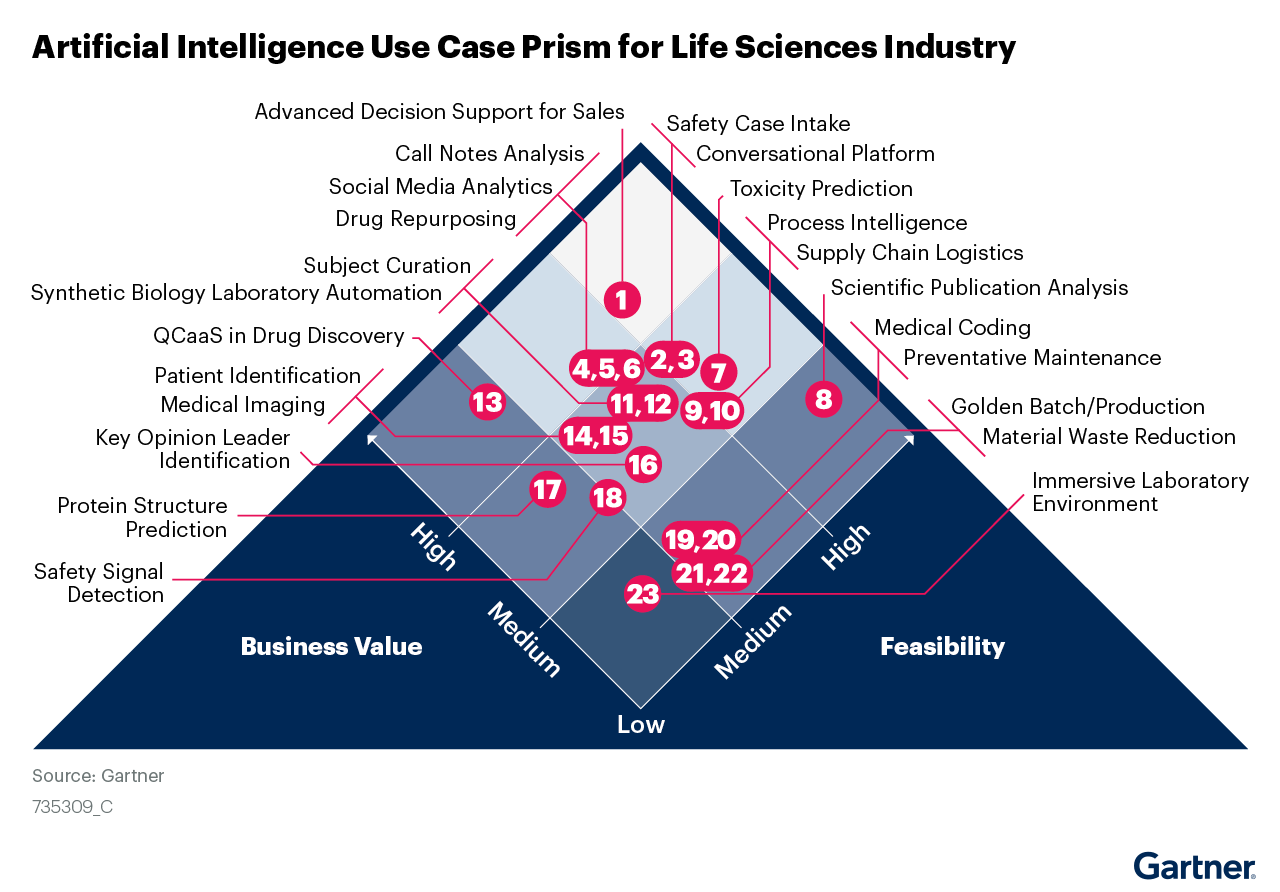 Artificial Intelligence Use Case Prism for Life Sciences Industry
Advanced Decision Support for Sales
Safety Case Intake
Call Notes Analysis
Conversational Platform
Social Media Analytics
Toxicity Prediction
Drug Repurposing
Process Intelligence
Supply Chain Logistics
Subject Curation
Synthetic Biology Laboratory Automation
Scientific Publication Analysis
1
QCaaS in Drug Discovery
Medical Coding
Preventative Maintenance
4,5,6
2,3
7
Patient Identification
Medical Imaging
13
11,12
9,10
8
Golden Batch/Production
Material Waste Reduction
Key Opinion Leader
Identification
14,15
16
Immersive Laboratory
Environment
17
18
Protein Structure
Prediction
High
19,20
High
Safety Signal
Detection
21,22
23
Medium
Medium
Business Value
Feasibility
Low
Source: Gartner
735309_C
Gartner